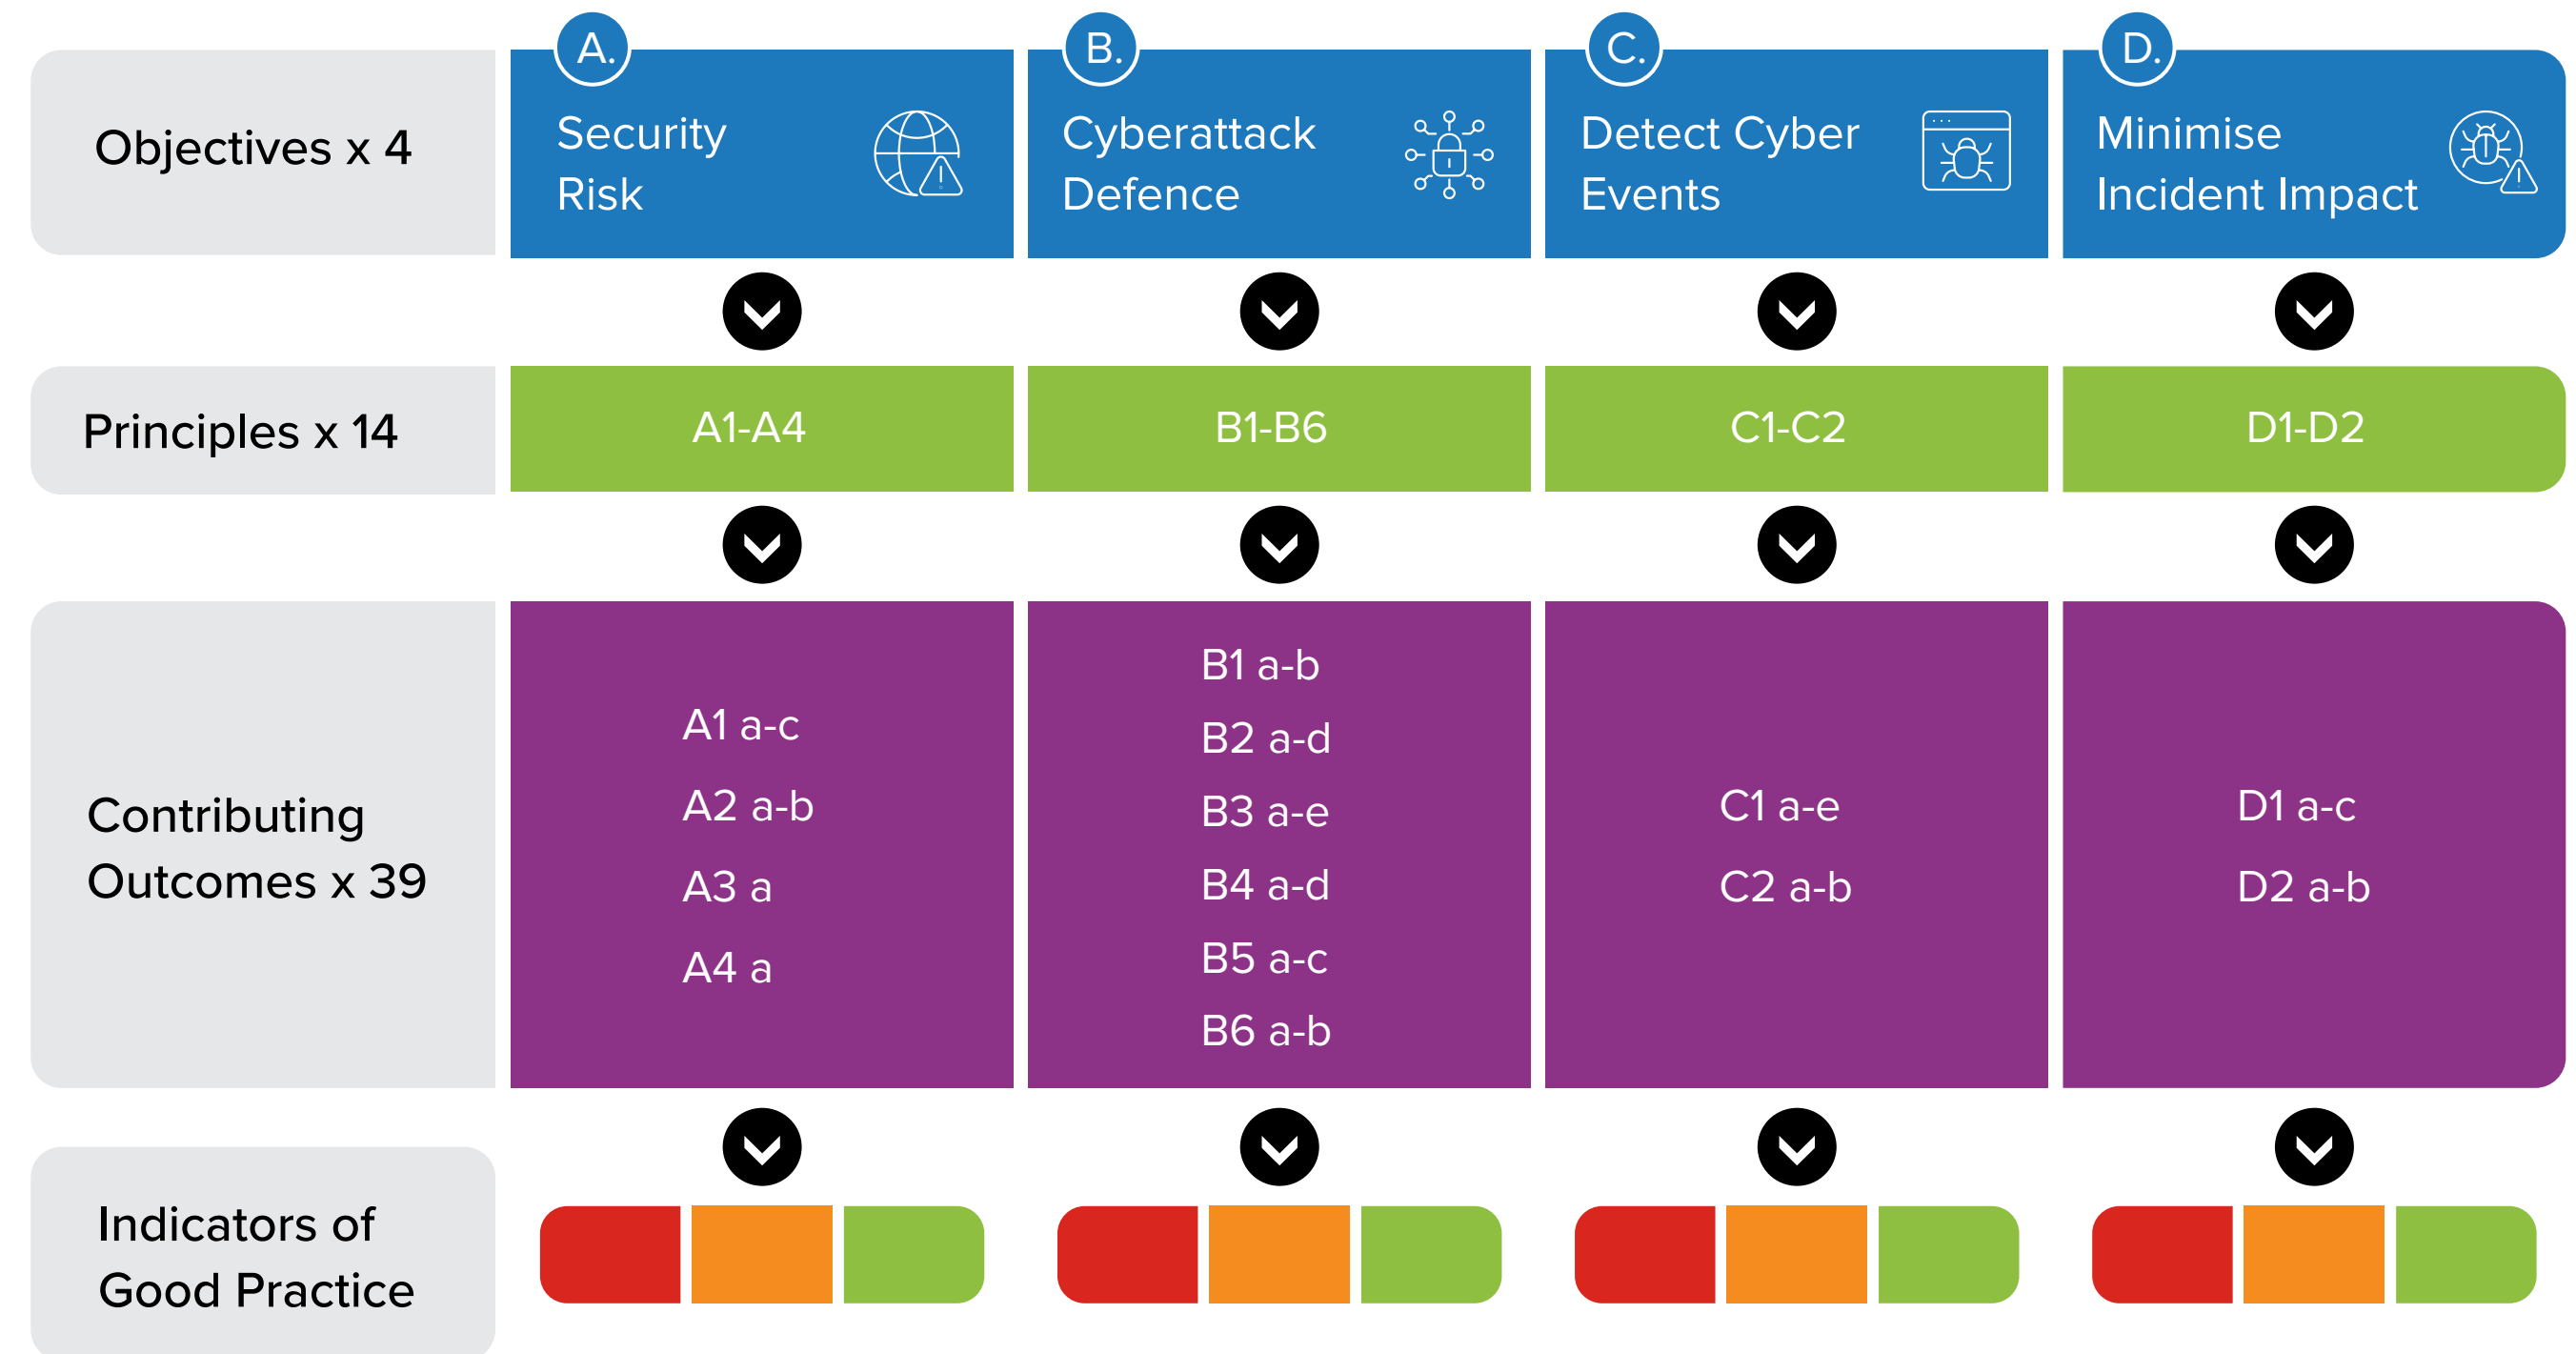 Objectives x 4
A.
Security
Risk
B.
Cyberattack
Defence
C.
Detect Cyber
Events
D.
Minimise
Incident Impact
Principles x 14
A1-A4
B1-B6
C1-C2
D1-D2
Contributing
Outcomes x 39
A1 a-c
A2 a-b
A3 a
A4 a
B1 a-b
B2 a-d
B3 a-e
B4 a-d
B5 a-c
B6 a-b
C1 a-e
C2 a-b
D1 a-c
D2 a-b
Indicators of
Good Practice